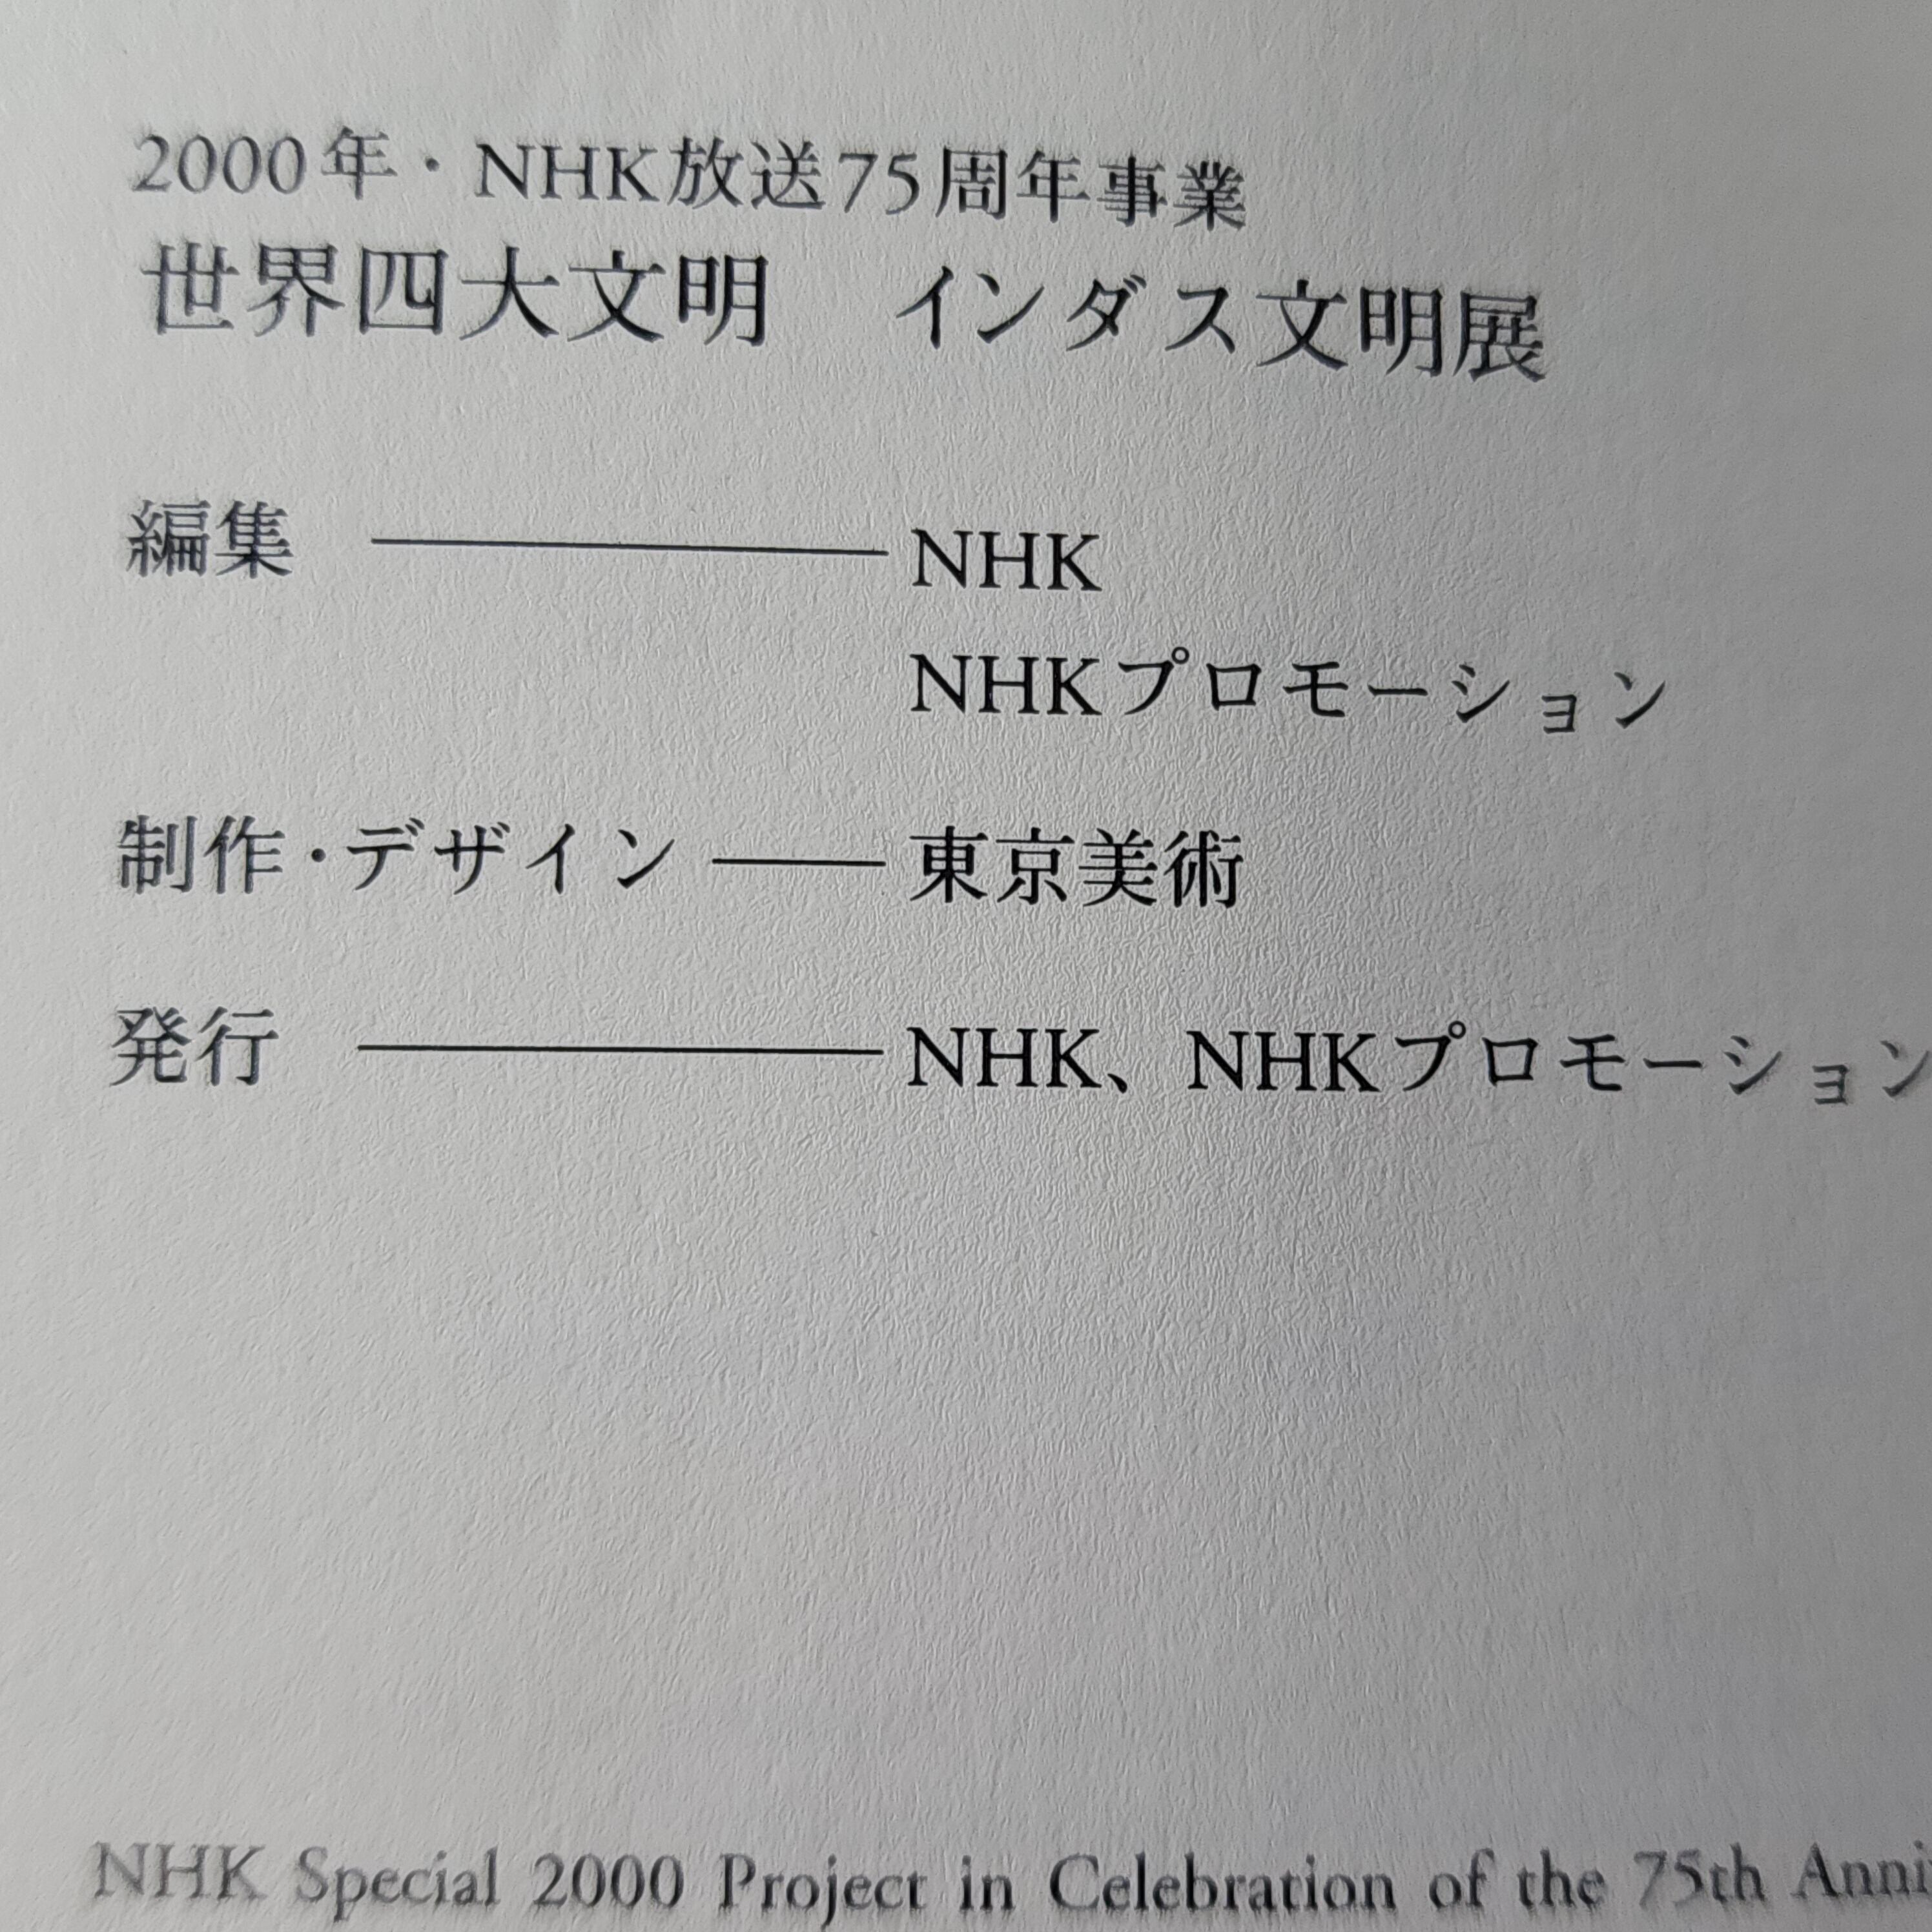 2000年・NHK放送75周年事業
世界四大文明　インダス文明展
編集 ——— NHK
NHKプロモーション
制作・デザイン —— 東京美術
発行 ——— NHK、NHKプロモーション
NHK Special 2000 Project in Celebration of the 75th